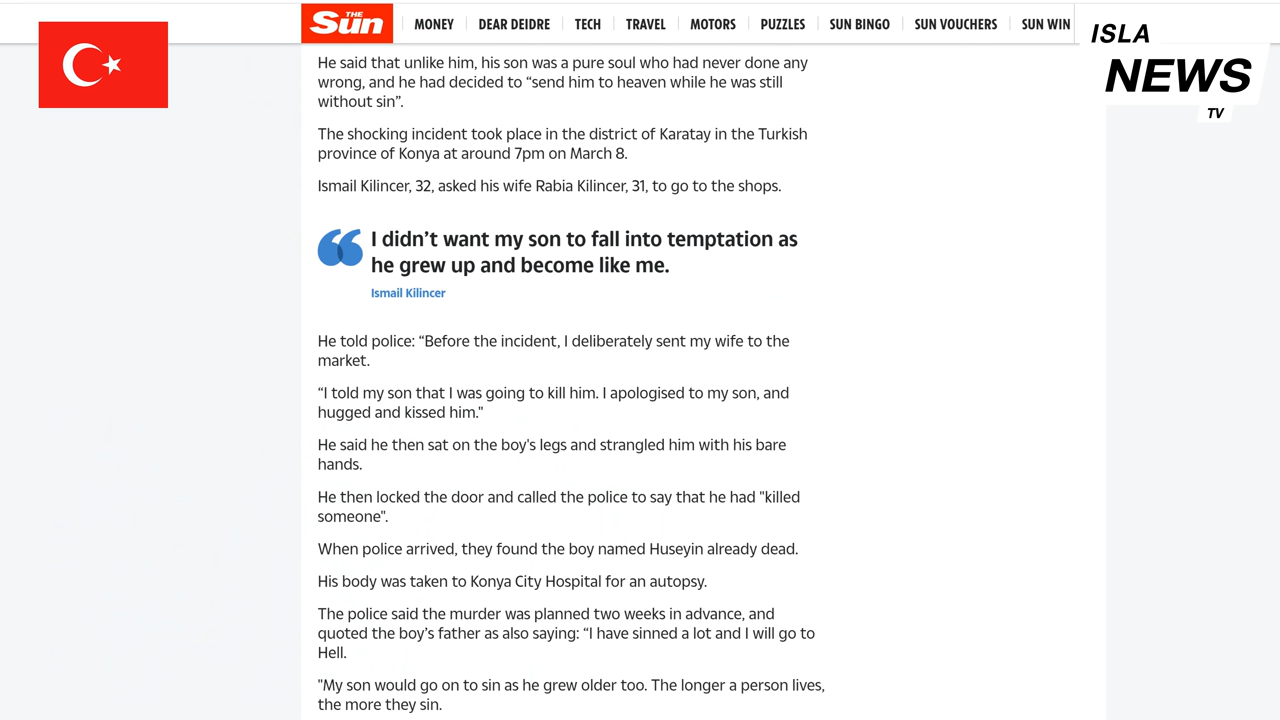 THE
Sun
MONEY
DEAR DEIDRE
TECH
TRAVEL
MOTORS
PUZZLES
SUN BINGO
SUN VOUCHERS
SUN WIN
ISLA
NEWS
TV
He said that unlike him, his son was a pure soul who had never done any
wrong, and he had decided to “send him to heaven while he was still
without sin”.
The shocking incident took place in the district of Karatay in the Turkish
province of Konya at around 7pm on March 8.
Ismail Kilincer, 32, asked his wife Rabia Kilincer, 31, to go to the shops.
I didn’t want my son to fall into temptation as
he grew up and become like me.
Ismail Kilincer
He told police: “Before the incident, I deliberately sent my wife to the
market.
“I told my son that I was going to kill him. I apologised to my son, and
hugged and kissed him."
He said he then sat on the boy's legs and strangled him with his bare
hands.
He then locked the door and called the police to say that he had "killed
someone".
When police arrived, they found the boy named Huseyin already dead.
His body was taken to Konya City Hospital for an autopsy.
The police said the murder was planned two weeks in advance, and
quoted the boy’s father as also saying: “I have sinned a lot and I will go to
Hell.
"My son would go on to sin as he grew older too. The longer a person lives,
the more they sin.